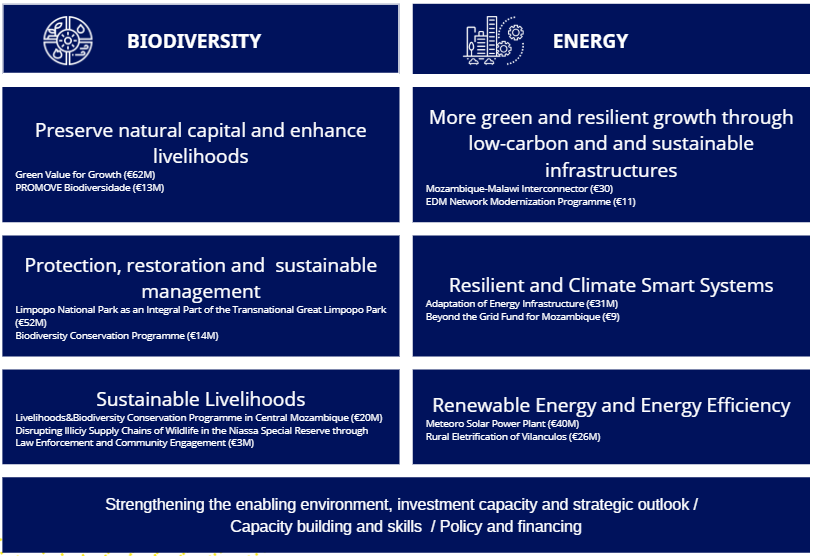 BIODIVERSITY
Preserve natural capital and enhance
livelihoods
Green Value for Growth (€62M)
PROMOVE Biodiversidade (€13M)
Protection, restoration and sustainable
management
Limpopo National Park as an Integral Part of the Transnational Great Limpopo Park
(€52M)
Biodiversity Conservation Programme (€14M)
Sustainable Livelihoods
Livelihoods&Biodiversity Conservation Programme in Central Mozambique (€20M)
Disrupting Illiciy Supply Chains of Wildlife in the Niassa Special Reserve through
Law Enforcement and Community Engagement (€3M)
ENERGY
More green and resilient growth through
low-carbon and and sustainable
infrastructures
Mozambique-Malawi Interconnector (€30)
EDM Network Modernization Programme (€11)
Resilient and Climate Smart Systems
Adaptation of Energy Infrastructure (€31M)
Beyond the Grid Fund for Mozambique (€9)
Renewable Energy and Energy Efficiency
Meteoro Solar Power Plant (€40M)
Rural Eletrification of Vilanculos (€26M)
Strengthening the enabling environment, investment capacity and strategic outlook /
Capacity building and skills / Policy and financing